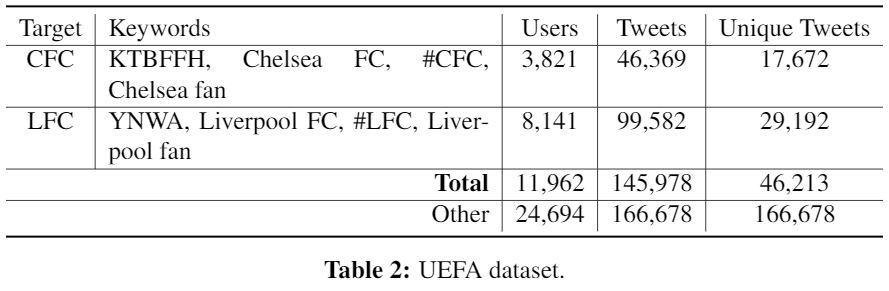 Target Keywords Users Tweets Unique Tweets
CFC KTBFFH, Chelsea FC, #CFC, 3,821 46,369 17,672
Chelsea fan
LFC YNWA, Liverpool FC, #LFC, Liver- 8,141 99,582 29,192
pool fan
Total 11,962 145,978 46,213
Other 24,694 166,678 166,678
Table 2: UEFA dataset.